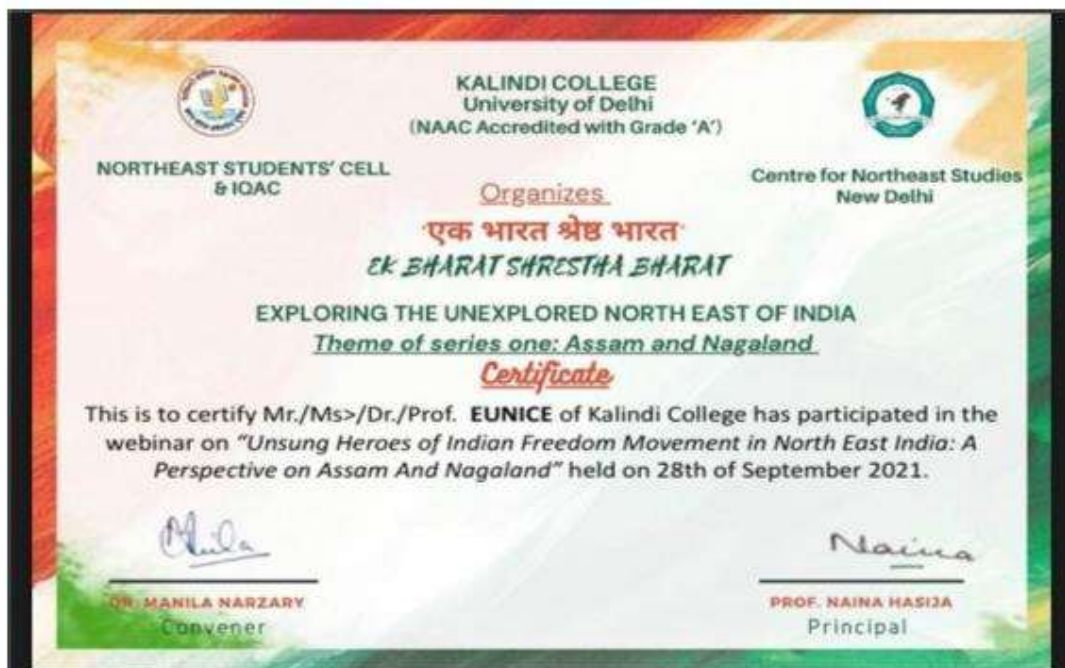 KALINDI COLLEGE
University of Delhi
(NAAC Accredited with Grade 'A')
NORTHEAST STUDENTS' CELL
& IQAC
Centre for Northeast Studies
New Delhi
Organizes
'एक भारत श्रेष्ठ भारत'
EK BHARAT SHRESTHA BHARAT
EXPLORING THE UNEXPLORED NORTH EAST OF INDIA
Theme of series one: Assam and Nagaland
Certificate
This is to certify Mr./Ms>/Dr./Prof. EUNICE of Kalindi College has participated in the
webinar on "Unsung Heroes of Indian Freedom Movement in North East India: A
Perspective on Assam And Nagaland" held on 28th of September 2021.
Naina
DR. MANILA NARZARY
Convener
PROF. NAINA HASIJA
Principal